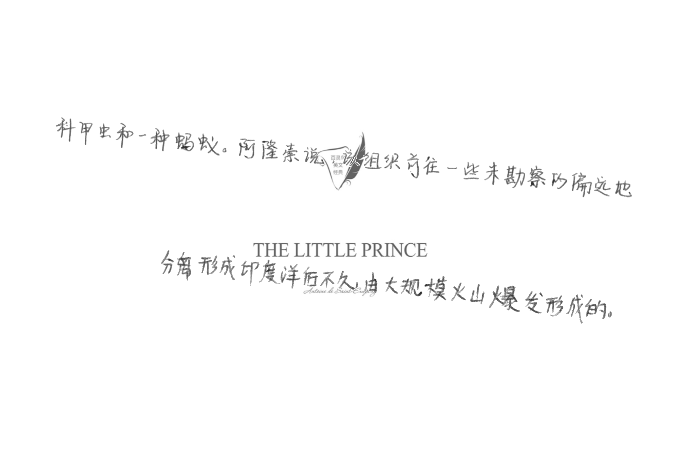 科甲虫和一种蚂蚁。阿隆索说，该组织前往一些未勘察的偏远地
THE LITTLE PRINCE
分离形成印度洋后不久，由大规模火山爆发形成的。